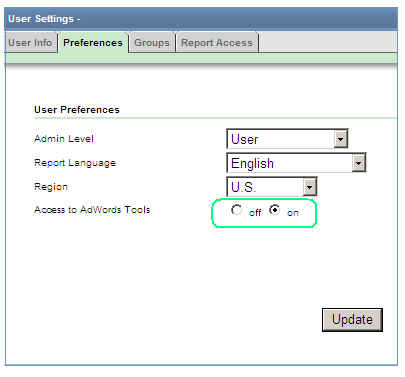 User Settings -
User Info Preferences Groups Report Access
User Preferences
Admin Level User
Report Language English
Region U.S.
Access to AdWords Tools off on
Update